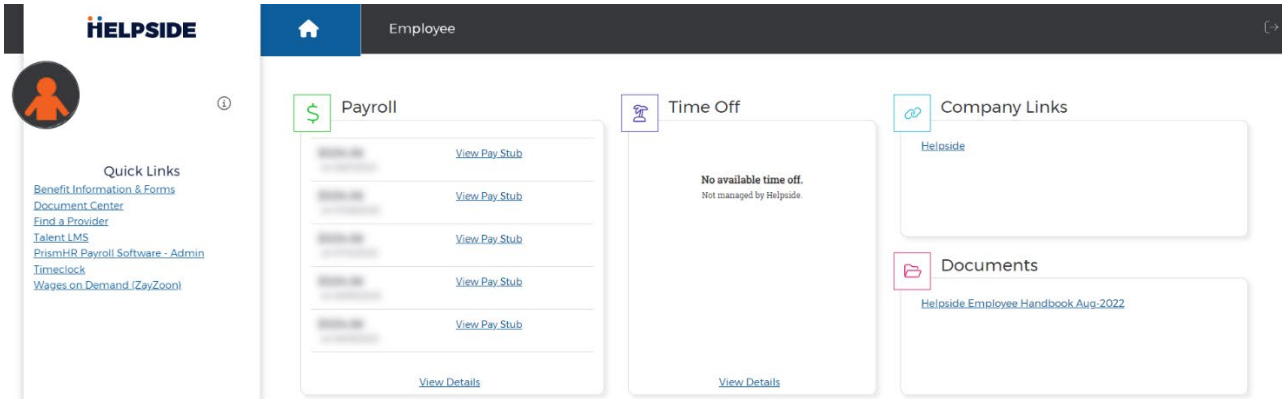 HELPSIDE
Employee
Quick Links
Benefit Information & Forms
Document Center
Find a Provider
Talent LMS
PrismHR Payroll Software - Admin
Timeclock
Wages on Demand (ZayZoon)
Payroll
View Pay Stub
View Pay Stub
View Pay Stub
View Pay Stub
View Pay Stub
View Details
Time Off
No available time off.
Not managed by Helpside.
View Details
Company Links
Helpside
Documents
Helpside Employee Handbook Aug-2022